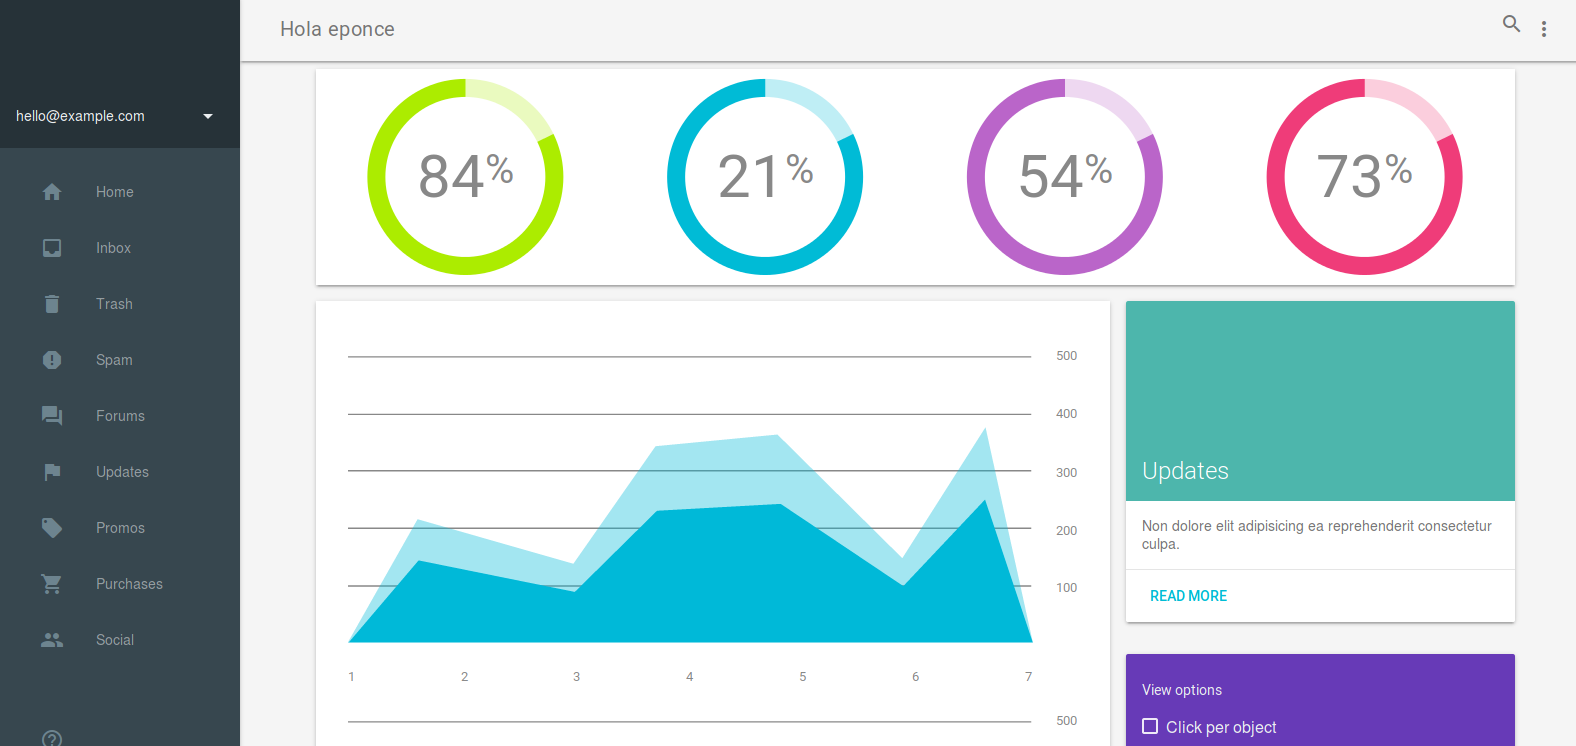 Hola eponce
hello@example.com
Home
Inbox
Trash
Spam
Forums
Updates
Promos
Purchases
Social
84%
21%
54%
73%
500
400
300
200
100
1 2 3 4 5 6 7
500
Updates
Non dolore elit adipisicing ea reprehenderit consectetur
culpa.
READ MORE
View options
Click per object